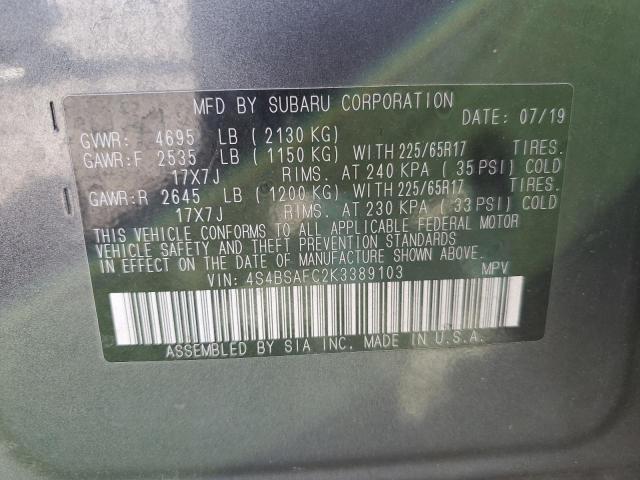 MFD BY SUBARU CORPORATION
DATE: 07/19
GVWR: 4695 LB (2130 KG)
GAWR:F 2535 LB (1150 KG) WITH 225/65R17 TIRES.
17X7J RIMS. AT 240 KPA (35 PSI) COLD
GAWR:R 2645 LB (1200 KG) WITH 225/65R17 TIRES.
17X7J RIMS. AT 230 KPA (33 PSI) COLD
THIS VEHICLE CONFORMS TO ALL APPLICABLE FEDERAL MOTOR
VEHICLE SAFETY AND THEFT PREVENTION STANDARDS
IN EFFECT ON THE DATE OF MANUFACTURE SHOWN ABOVE.
VIN: 4S4BSAFC2K3389103 MPV
ASSEMBLED BY SIA INC. MADE IN U.S.A.